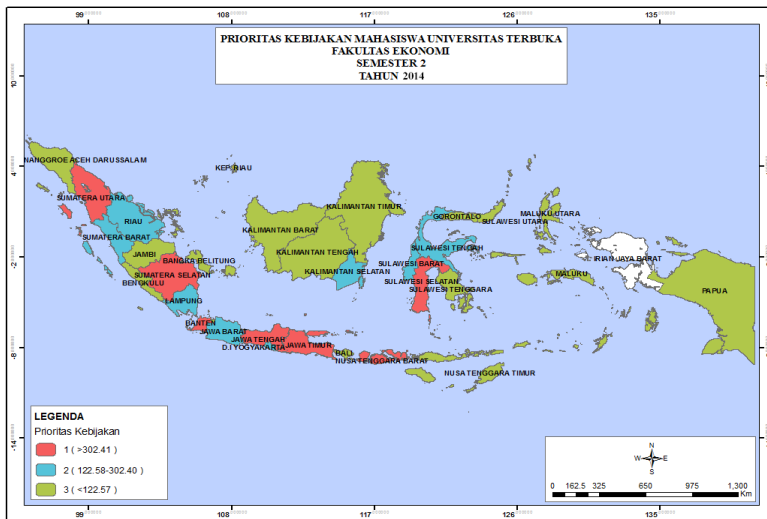 99 108 117 126 135
PRIORITAS KEBIJAKAN MAHASISWA UNIVERSITAS TERBUKA
FAKULTAS EKONOMI
SEMESTER 2
TAHUN 2014
10
4
-2
-8
-14
NANGGROE ACEH DARUSSALAM
KEP. RIAU
SUMATERA UTARA
KALIMANTAN TIMUR
GORONTALO
MALUKU UTARA
SULAWESI UTARA
RIAU
KALIMANTAN BARAT
SUMATERA BARAT
SULAWESI TENGAH
JAMBI
KALIMANTAN TENGAH
IRIAN JAYA BARAT
BANGKA BELITUNG
SULAWESI BARAT
KALIMANTAN SELATAN
SUMATERA SELATAN
MALUKU
BENGKULU
SULAWESI SELATAN
SULAWESI TENGGARA
PAPUA
LAMPUNG
BANTEN
JAWA BARAT
JAWA TENGAH
D.I YOGYAKARTA
JAWA TIMUR
BALI
NUSA TENGGARA BARAT
NUSA TENGGARA TIMUR
LEGENDA
Prioritas Kebijakan
1 ( >302.41)
2 ( 122.58-302.40)
3 ( <122.57)
N
W E
S
0 162.5 325 650 975 1,300
Km
99 108 117 126 135